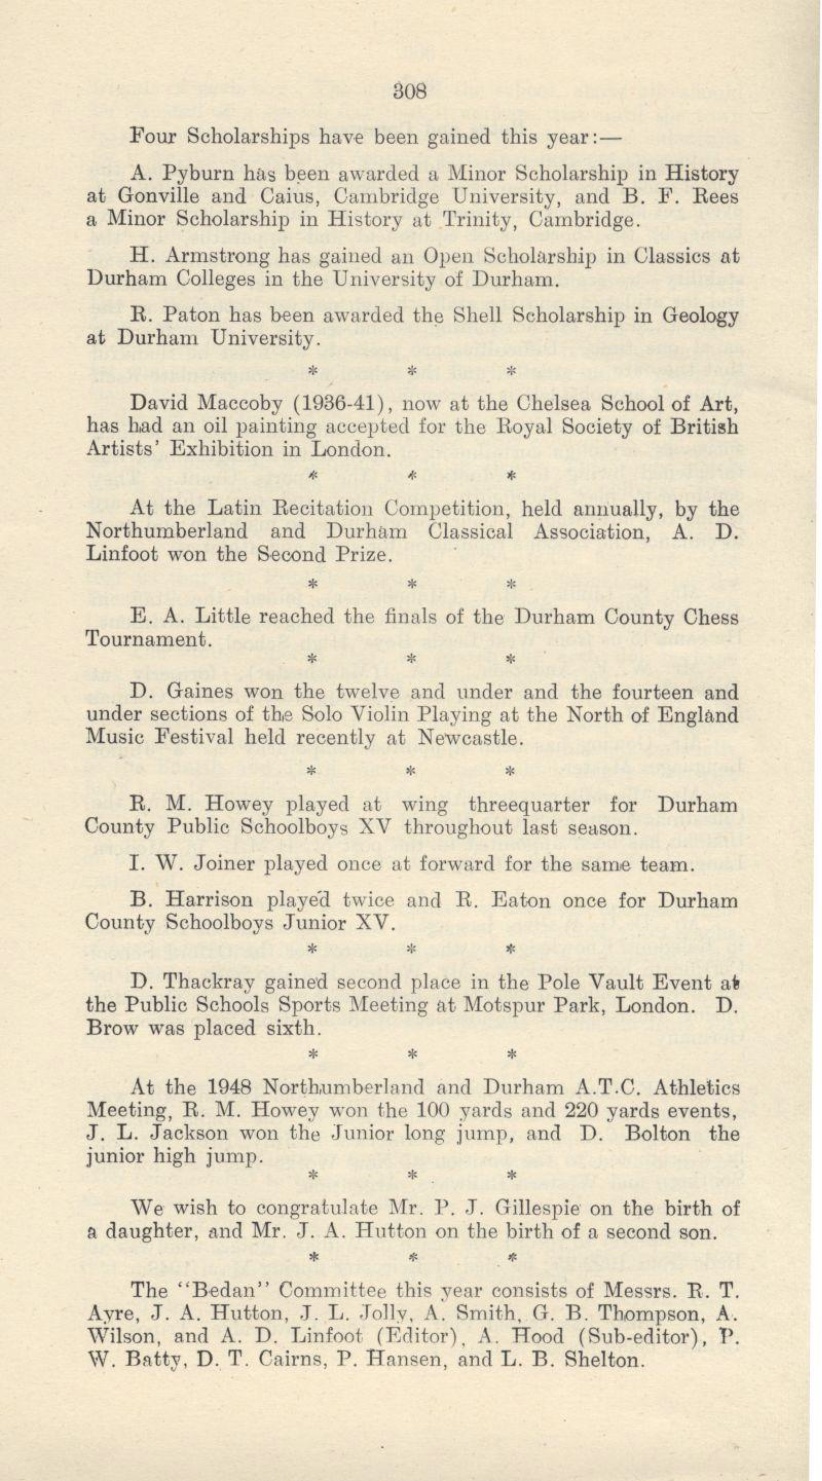 308
Four Scholarships have been gained this year:—
A. Pyburn has been awarded a Minor Scholarship in History
at Gonville and Caius, Cambridge University, and B. F. Rees
a Minor Scholarship in History at Trinity, Cambridge.
H. Armstrong has gained an Open Scholarship in Classics at
Durham Colleges in the University of Durham.
R. Paton has been awarded the Shell Scholarship in Geology
at Durham University.
* * *
David Maccoby (1936-41), now at the Chelsea School of Art,
has had an oil painting accepted for the Royal Society of British
Artists' Exhibition in London.
* * *
At the Latin Recitation Competition, held annually, by the
Northumberland and Durham Classical Association, A. D.
Linfoot won the Second Prize.
* * *
E. A. Little reached the finals of the Durham County Chess
Tournament.
* * *
D. Gaines won the twelve and under and the fourteen and
under sections of the Solo Violin Playing at the North of England
Music Festival held recently at Newcastle.
* * *
R. M. Howey played at wing threequarter for Durham
County Public Schoolboys XV throughout last season.
I. W. Joiner played once at forward for the same team.
B. Harrison played twice and R. Eaton once for Durham
County Schoolboys Junior XV.
* * *
D. Thackray gained second place in the Pole Vault Event at
the Public Schools Sports Meeting at Motspur Park, London. D.
Brow was placed sixth.
* * *
At the 1948 Northumberland and Durham A.T.C. Athletics
Meeting, R. M. Howey won the 100 yards and 220 yards events,
J. L. Jackson won the Junior long jump, and D. Bolton the
junior high jump.
* * *
We wish to congratulate Mr. P. J. Gillespie on the birth of
a daughter, and Mr. J. A. Hutton on the birth of a second son.
* * *
The "Bedan" Committee this year consists of Messrs. R. T.
Ayre, J. A. Hutton, J. L. Jolly, A. Smith, G. B. Thompson, A.
Wilson, and A. D. Linfoot (Editor), A. Hood (Sub-editor), P.
W. Batty, D. T. Cairns, P. Hansen, and L. B. Shelton.